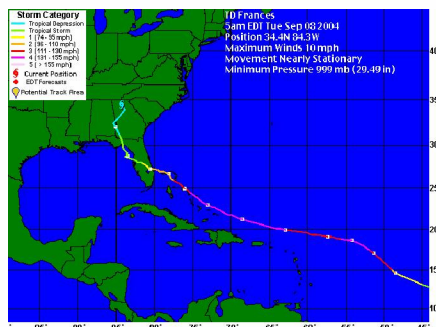 Storm Category
Tropical Depression
Tropical Storm
1 (74 - 95 mph)
2 (96 - 110 mph)
3 (111 - 130 mph)
4 (131 - 155 mph)
5 ( > 155 mph)
Current Position
EDT Forecasts
Potential Track Area
TD Frances
5am EDT Tue Sep 08 2004
Position 34.4N 84.3W
Maximum Winds 10 mph
Movement Nearly Stationary
Minimum Pressure 999 mb (29.49 in)
35
30
25
20
15
10